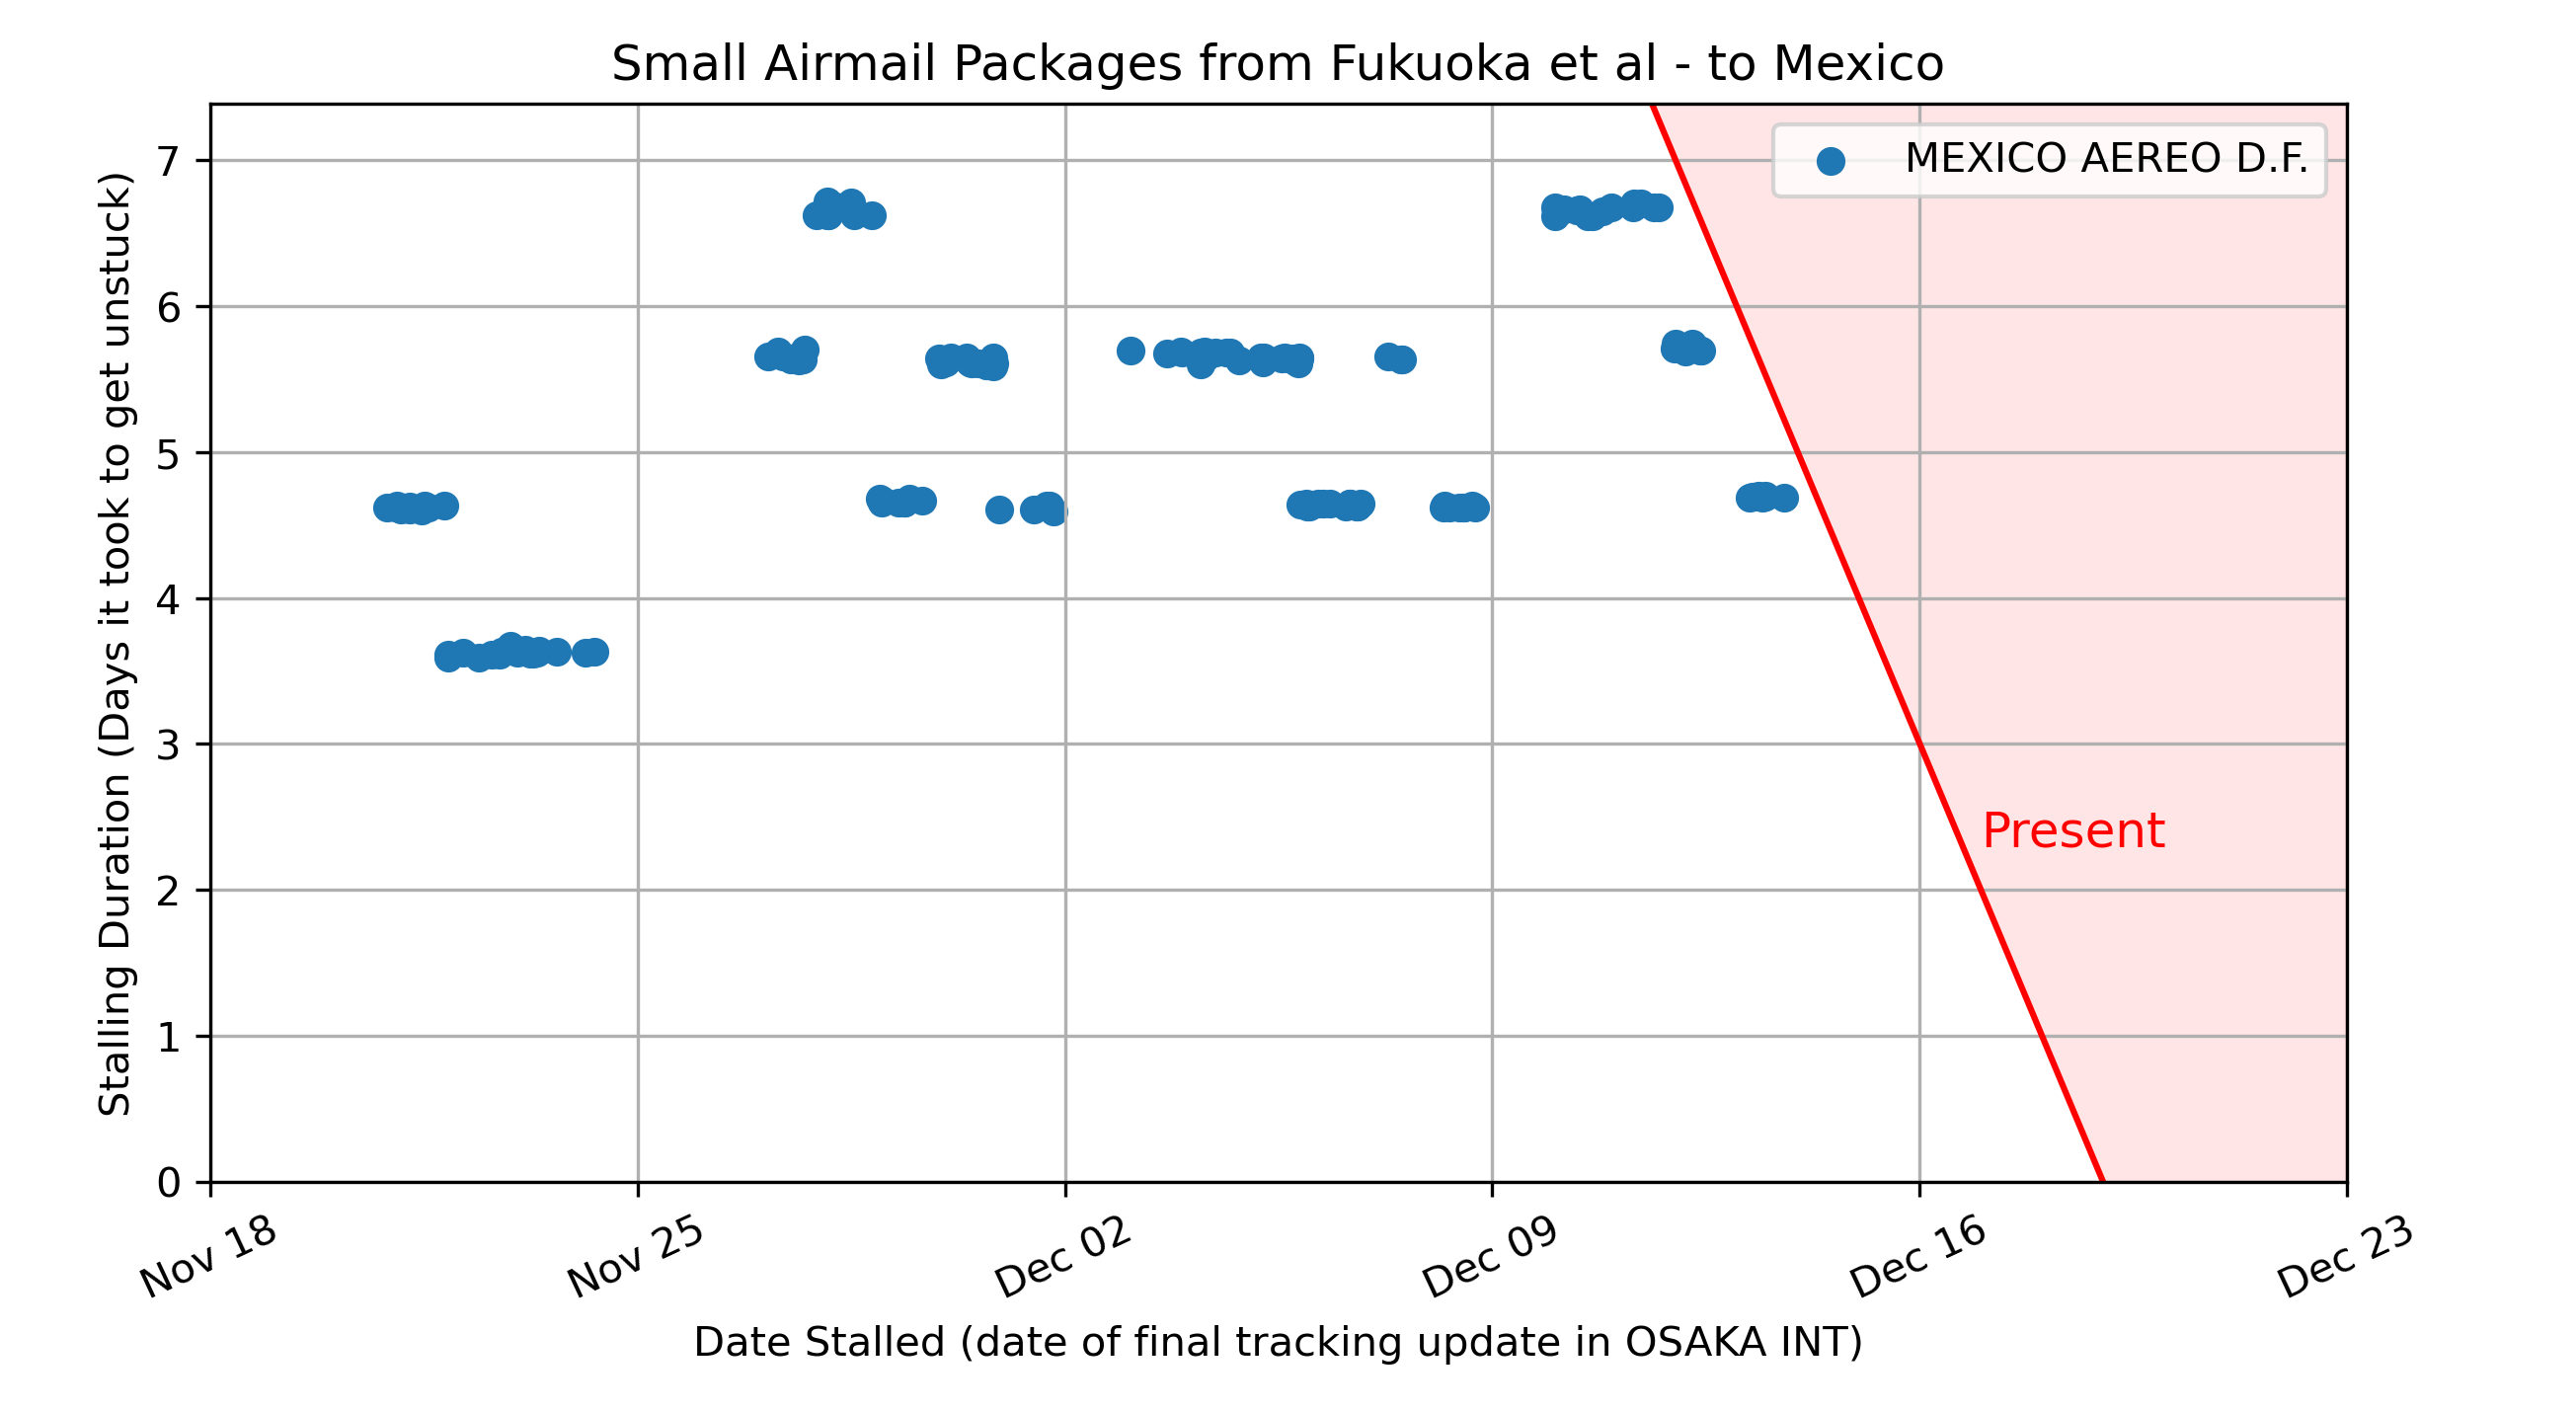 Small Airmail Packages from Fukuoka et al - to Mexico
MEXICO AEREO D.F.
Stalling Duration (Days it took to get unstuck)
7
6
5
4
3
2
1
0
Present
Nov 18
Nov 25
Dec 02
Dec 09
Dec 16
Dec 23
Date Stalled (date of final tracking update in OSAKA INT)